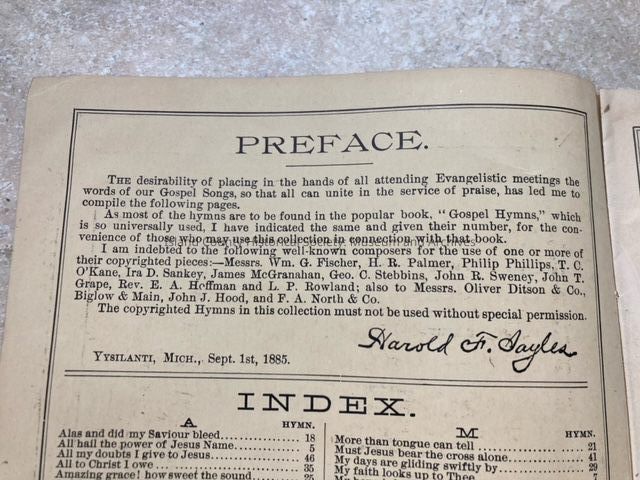 PREFACE.
THE desirability of placing in the hands of all attending Evangelistic meetings the
words of our Gospel Songs, so that all can unite in the service of praise, has led me to
compile the following pages.
As most of the hymns are to be found in the popular book, "Gospel Hymns," which
is so universally used, I have indicated the same and given their number, for the con-
venience of those who may use this collection in connection with that book.
I am indebted to the following well-known composers for the use of one or more of
their copyrighted pieces:—Messrs. Wm. G. Fischer, H. R. Palmer, Philip Phillips, T. C.
O'Kane, Ira D. Sankey, James McGranahan, Geo. C. Stebbins, John R. Sweney, John T.
Grape, Rev. E. A. Hoffman and L. P. Rowland; also to Messrs. Oliver Ditson & Co.,
Biglow & Main, John J. Hood, and F. A. North & Co.
The copyrighted Hymns in this collection must not be used without special permission.
Harold F. Sayles
YYSILANTI, MICH., Sept. 1st, 1885.
INDEX.
A HYMN.
Alas and did my Saviour bleed 18
All hail the power of Jesus Name 5
All my doubts I give to Jesus 46
All to Christ I owe 35
Amazing grace! how sweet the sound 25
M HYMN.
More than tongue can tell 21
Must Jesus bear the cross alone 41
My days are gliding swiftly by 29
My faith looks up to Thee 7